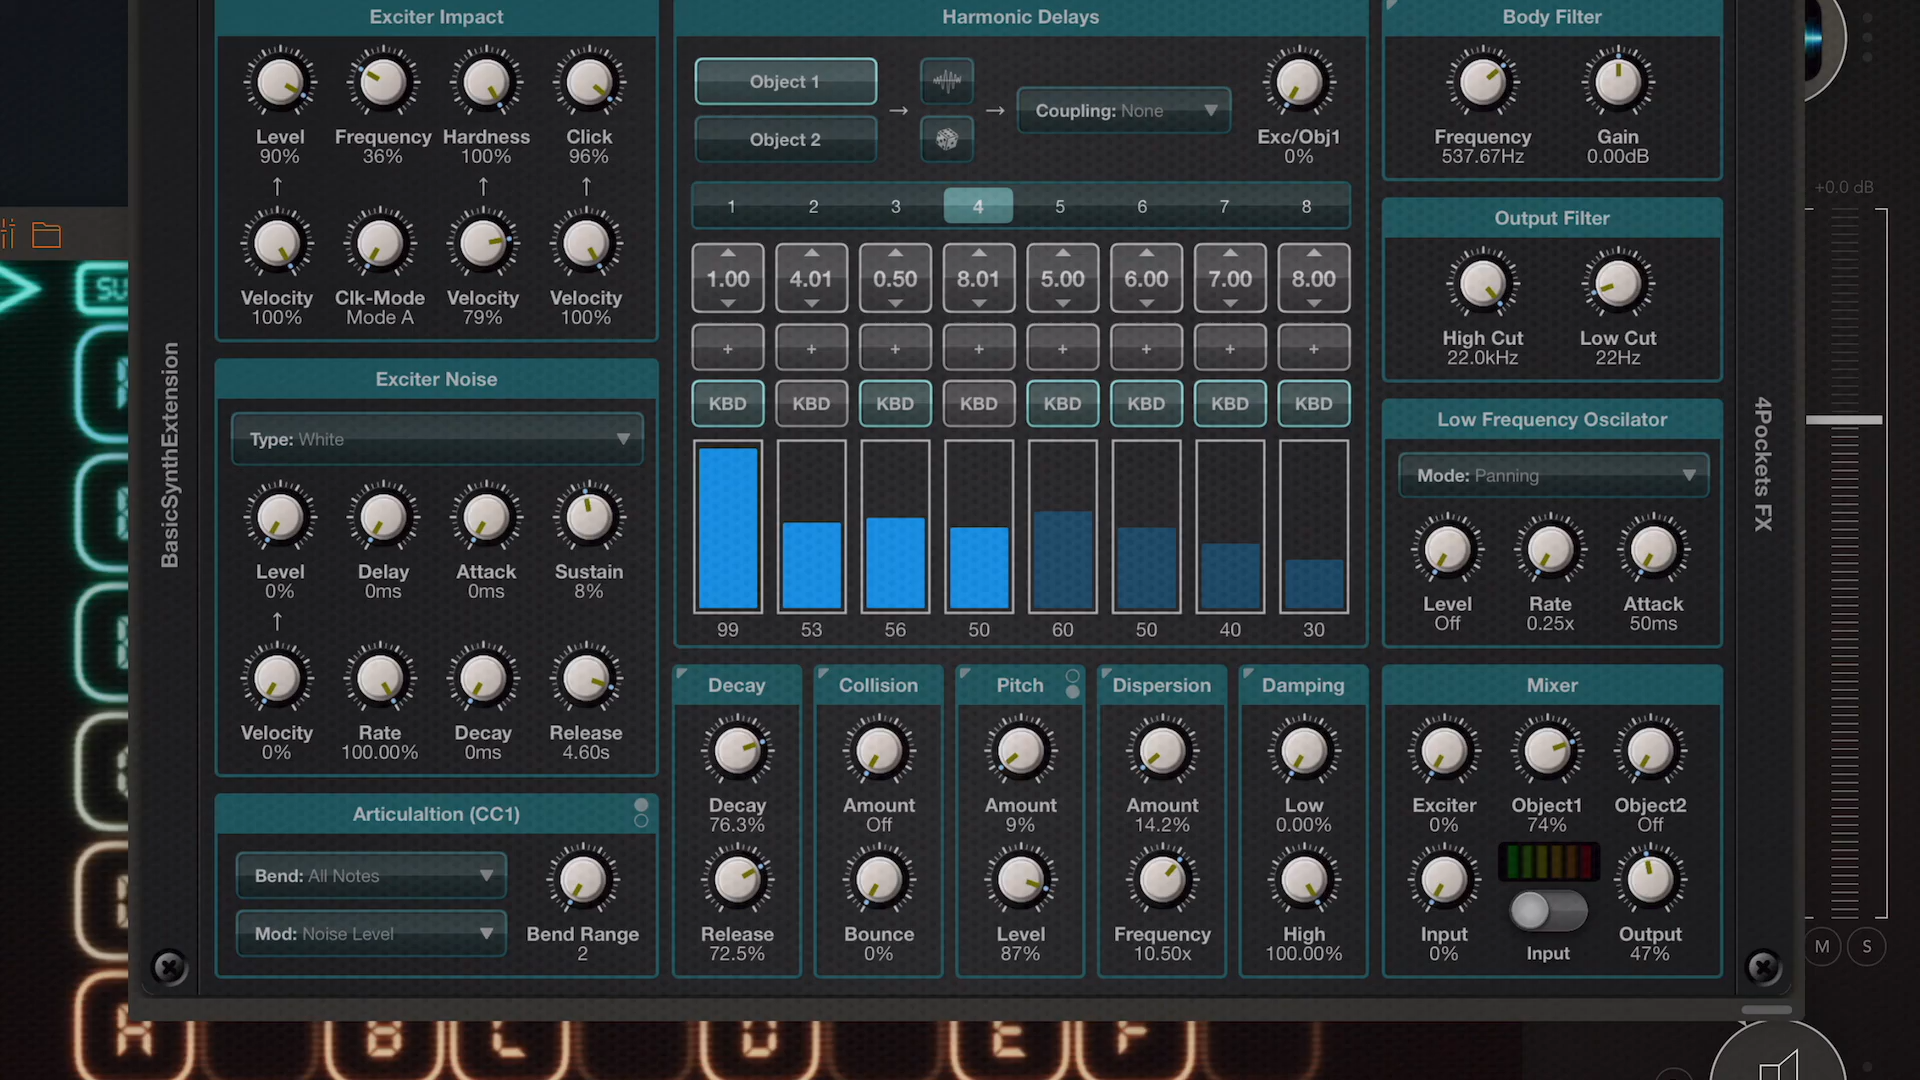 Exciter Impact
Level
90%
Frequency
36%
Hardness
100%
Click
96%
Velocity
100%
Clk-Mode
Mode A
Velocity
79%
Velocity
100%
Exciter Noise
Type: White
Level
0%
Delay
0ms
Attack
0ms
Sustain
8%
Velocity
0%
Rate
100.00%
Decay
0ms
Release
4.60s
Articulaltion (CC1)
Bend: All Notes
Mod: Noise Level
Bend Range
2
Harmonic Delays
Object 1
Object 2
Coupling: None
Exc/Obj1
0%
1 2 3 4 5 6 7 8
1.00 4.01 0.50 8.01 5.00 6.00 7.00 8.00
+ + + + + + + +
KBD KBD KBD KBD KBD KBD KBD KBD
99 53 56 50 60 50 40 30
Decay
Decay
76.3%
Release
72.5%
Collision
Amount
Off
Bounce
0%
Pitch
Amount
9%
Level
87%
Dispersion
Amount
14.2%
Frequency
10.50x
Damping
Low
0.00%
High
100.00%
Body Filter
Frequency
537.67Hz
Gain
0.00dB
Output Filter
High Cut
22.0kHz
Low Cut
22Hz
Low Frequency Oscilator
Mode: Panning
Level
Off
Rate
0.25x
Attack
50ms
Mixer
Exciter
0%
Object1
74%
Object2
Off
Input
0%
Input
Output
47%
BasicSynthExtension
4Pockets FX
+0.0 dB
M S
SU
A B C D E F